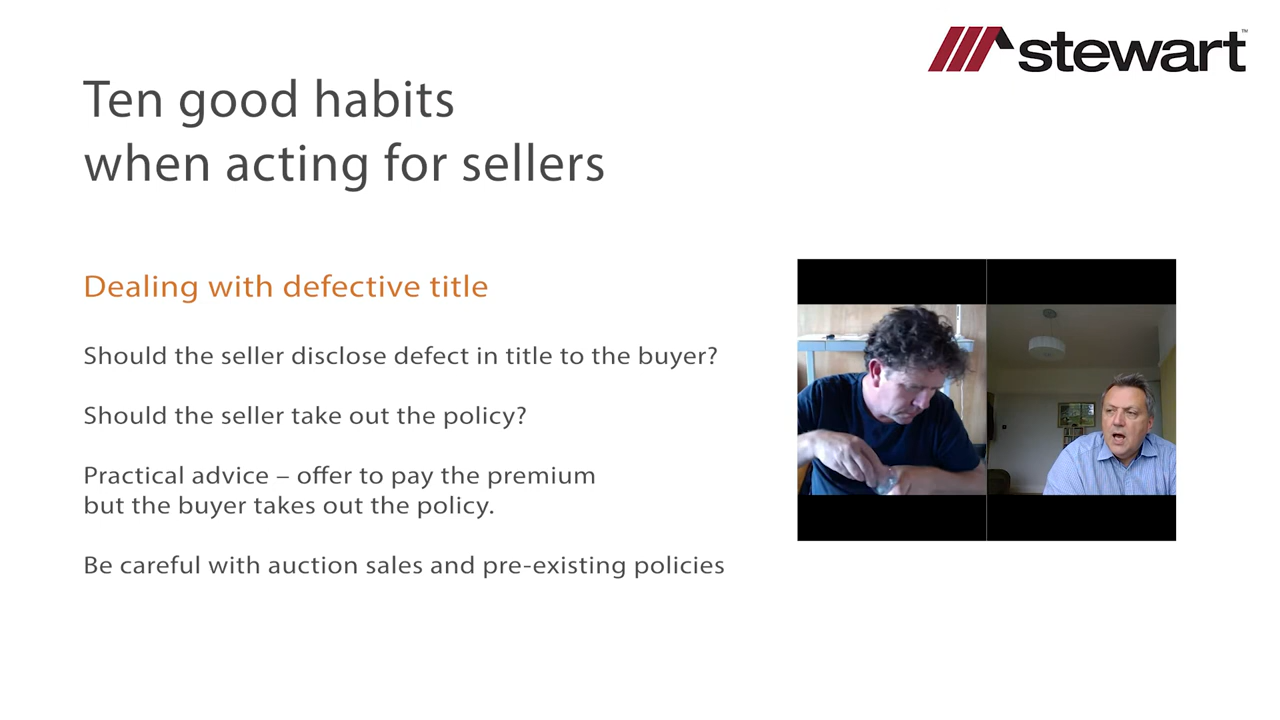 stewart™
Ten good habits
when acting for sellers
Dealing with defective title
Should the seller disclose defect in title to the buyer?
Should the seller take out the policy?
Practical advice – offer to pay the premium
but the buyer takes out the policy.
Be careful with auction sales and pre-existing policies